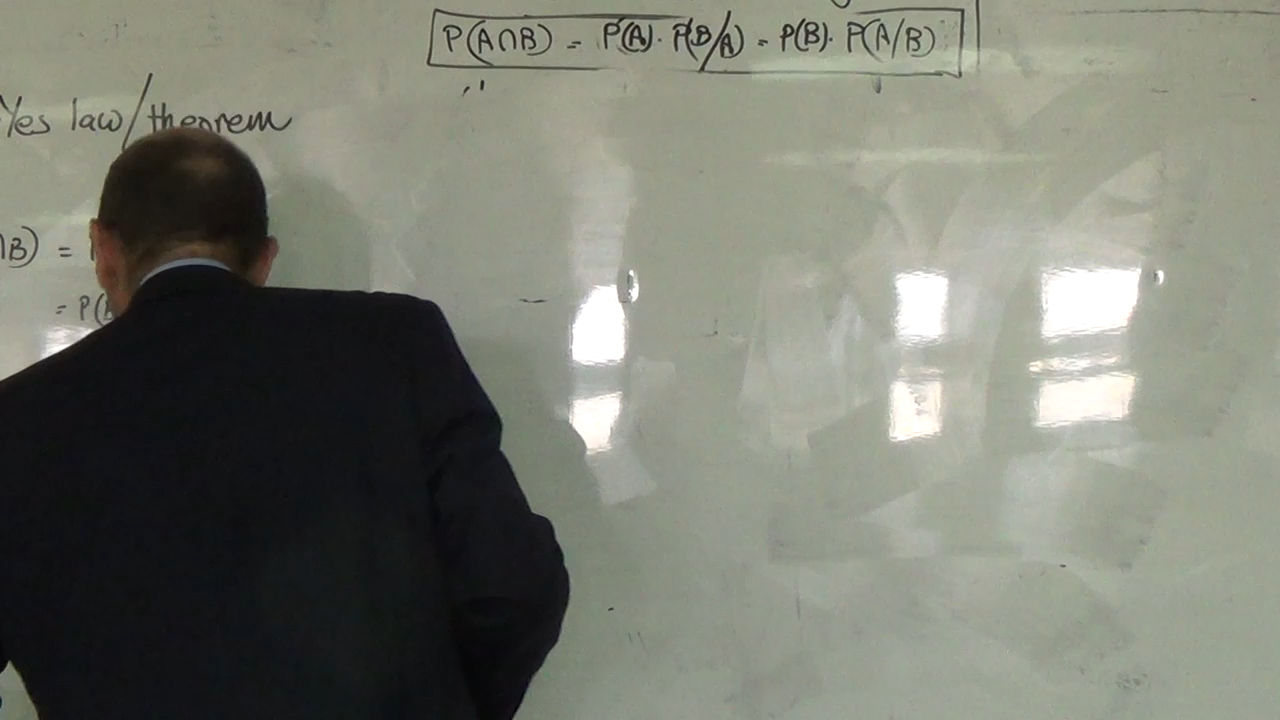 P(A∩B) = P(A). P(B/A) = P(B). P(A/B)
Yes law/theorem
∩B) =
= P(B